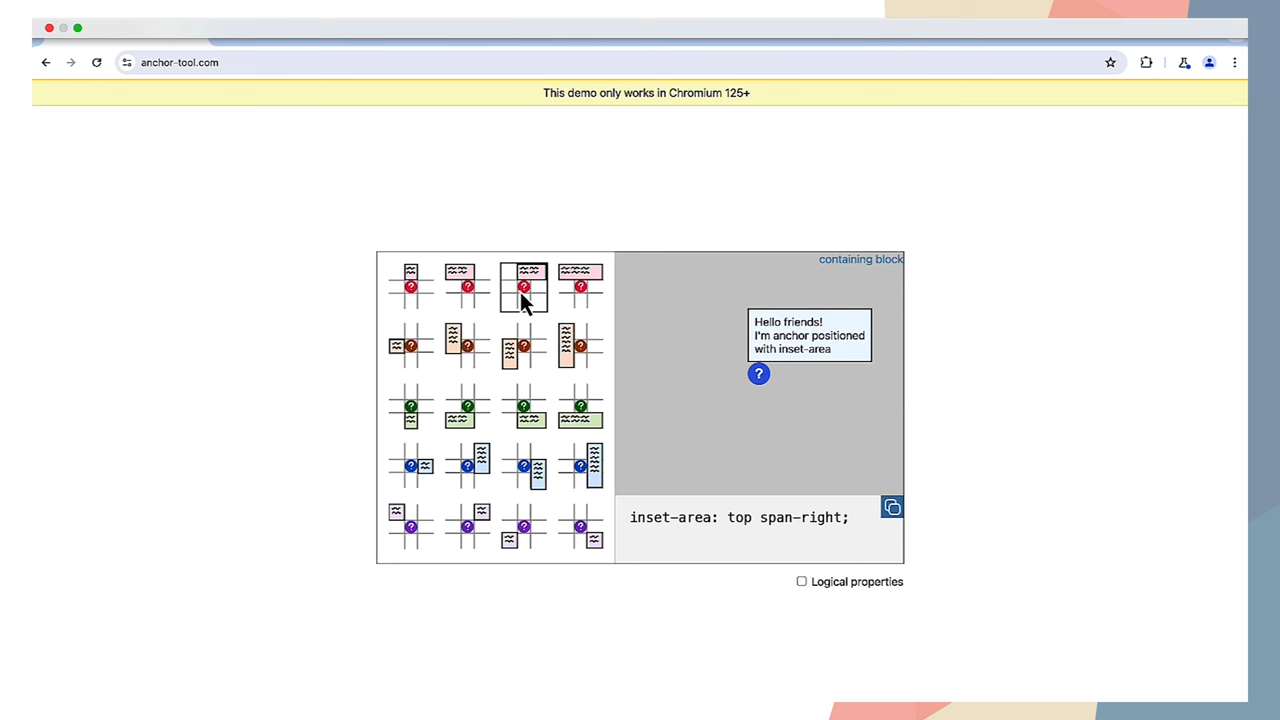 anchor-tool.com
This demo only works in Chromium 125+
containing block
Hello friends!
I'm anchor positioned
with inset-area
?
inset-area: top span-right;
Logical properties